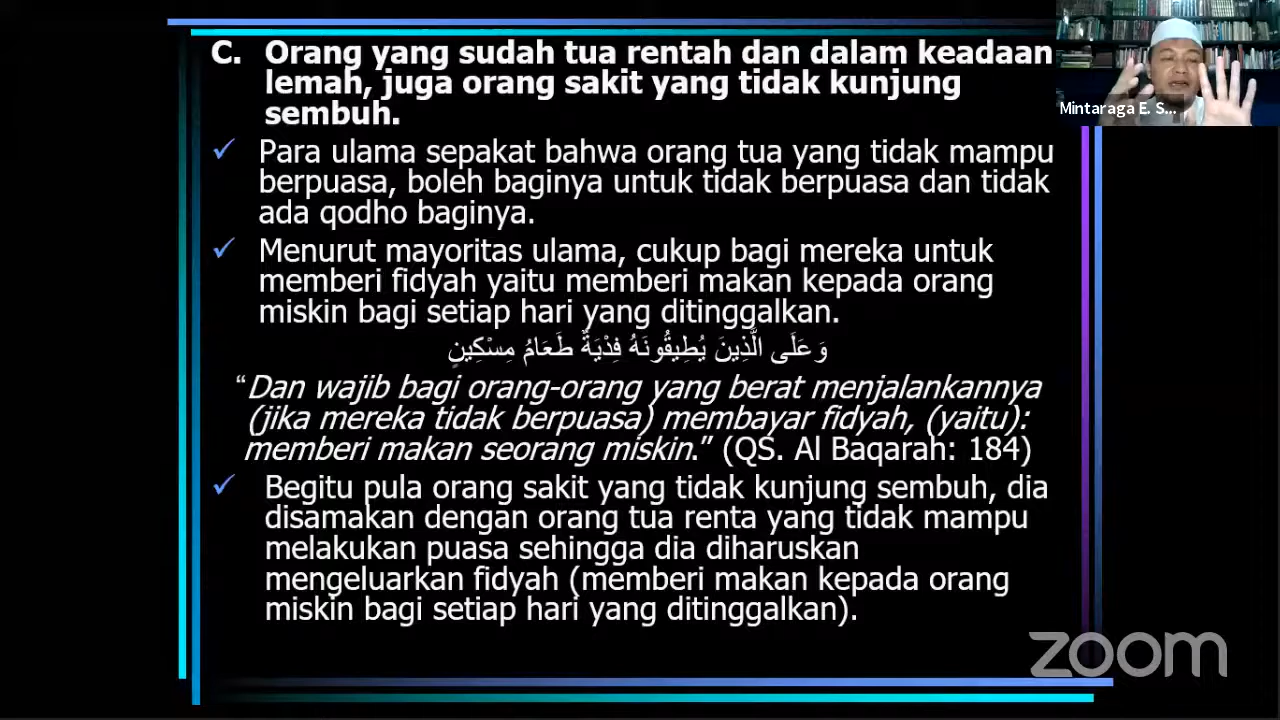 C. Orang yang sudah tua rentah dan dalam keadaan
lemah, juga orang sakit yang tidak kunjung
sembuh.
✓ Para ulama sepakat bahwa orang tua yang tidak mampu
berpuasa, boleh baginya untuk tidak berpuasa dan tidak
ada qodho baginya.
✓ Menurut mayoritas ulama, cukup bagi mereka untuk
memberi fidyah yaitu memberi makan kepada orang
miskin bagi setiap hari yang ditinggalkan.
وَعَلَى الَّذِينَ يُطِيقُونَهُ فِدْيَةٌ طَعَامُ مِسْكِينٍ
“Dan wajib bagi orang-orang yang berat menjalankannya
(jika mereka tidak berpuasa) membayar fidyah, (yaitu):
memberi makan seorang miskin.” (QS. Al Baqarah: 184)
✓ Begitu pula orang sakit yang tidak kunjung sembuh, dia
disamakan dengan orang tua renta yang tidak mampu
melakukan puasa sehingga dia diharuskan
mengeluarkan fidyah (memberi makan kepada orang
miskin bagi setiap hari yang ditinggalkan).
Mintaraga E. S...
zoom